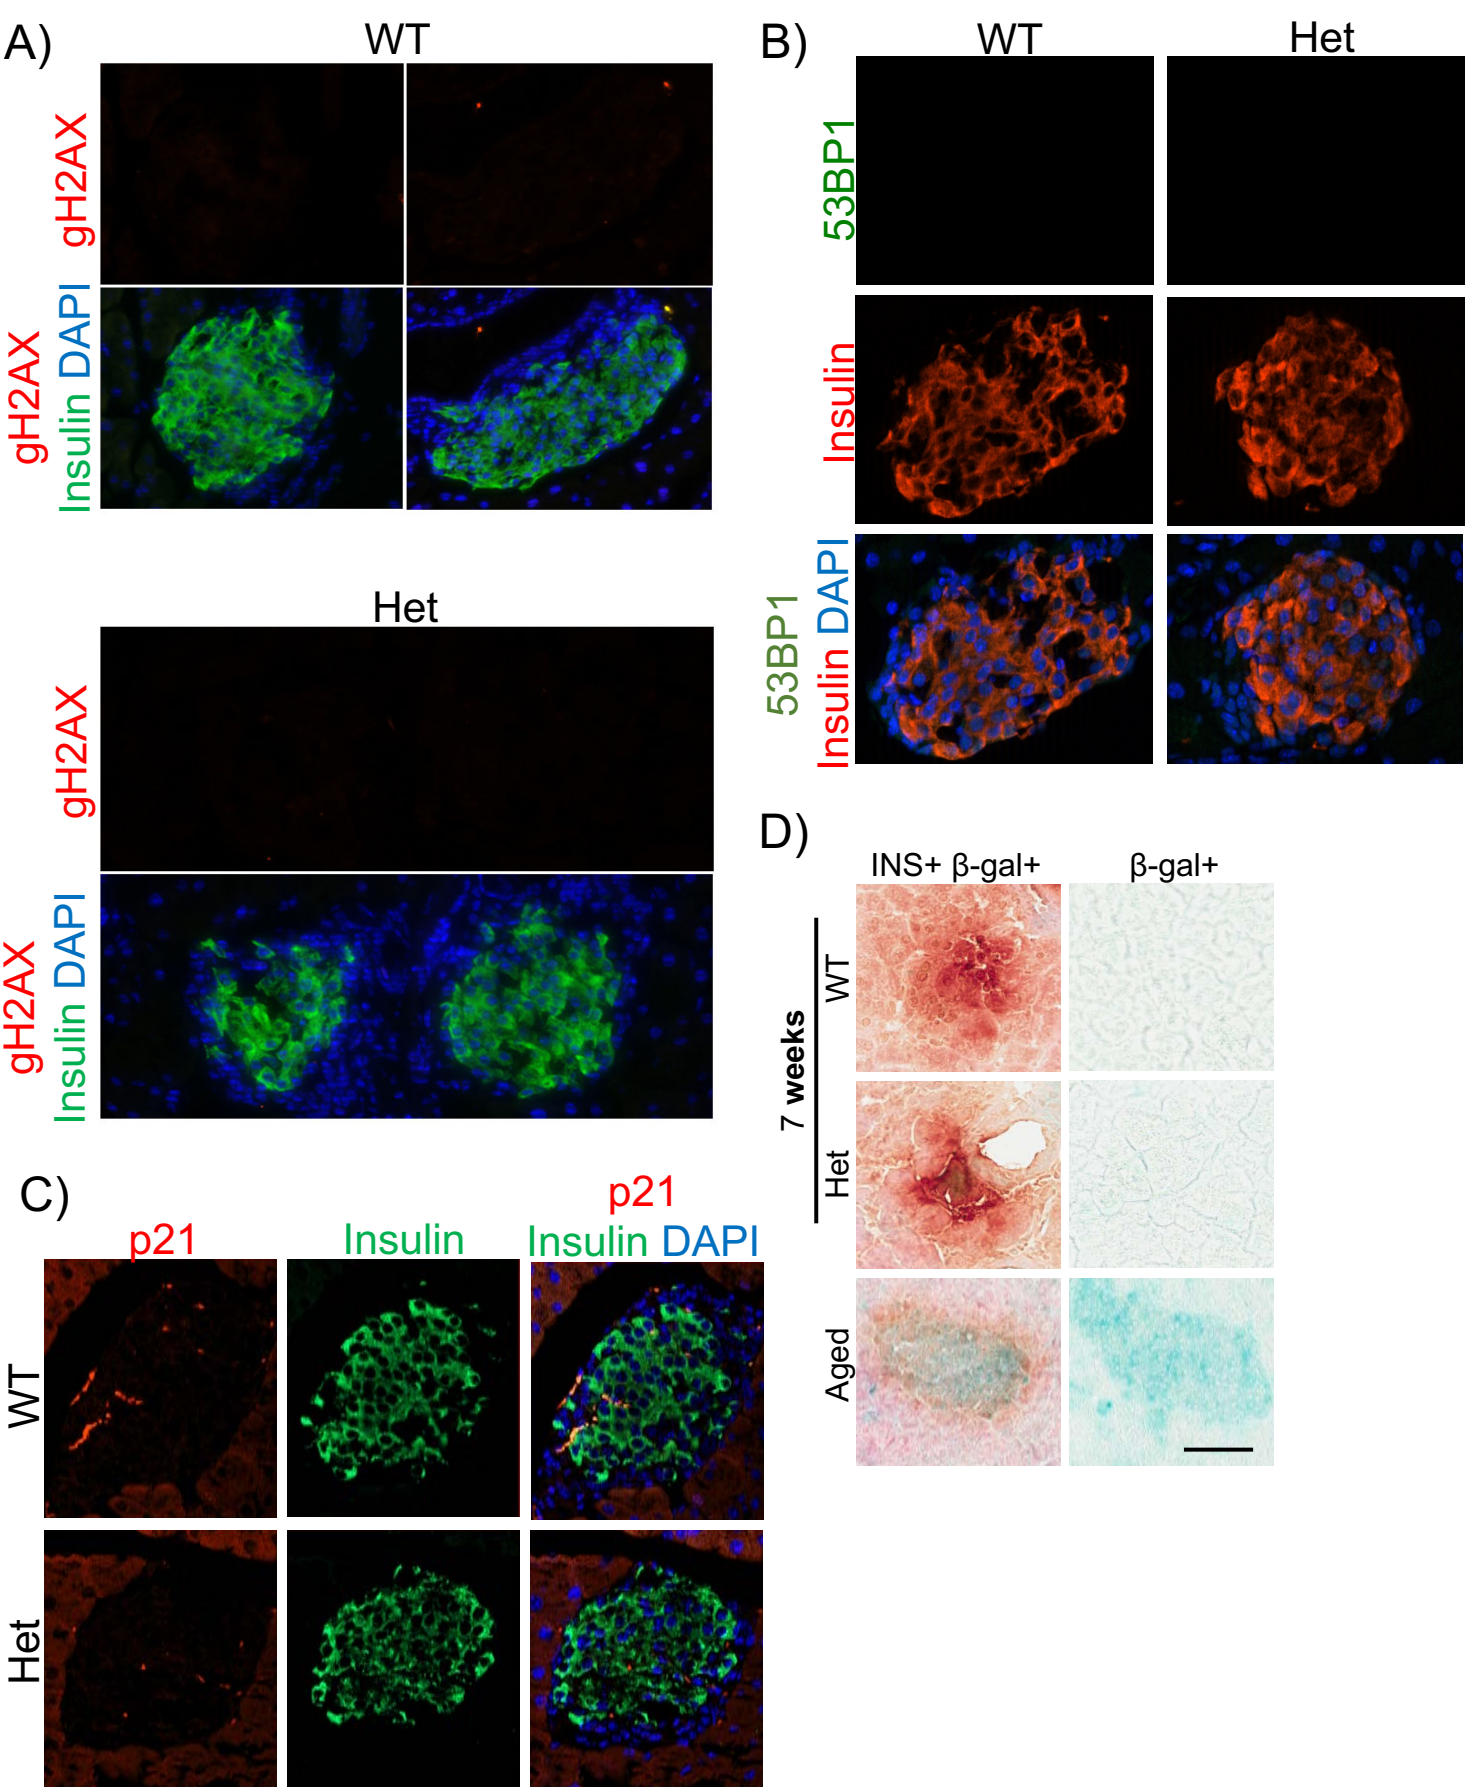 A)
WT
gH2AX
gH2AX
Insulin DAPI
Het
gH2AX
gH2AX
Insulin DAPI
B)
WT
Het
53BP1
Insulin
53BP1
Insulin DAPI
C)
p21
Insulin
p21
Insulin DAPI
WT
Het
D)
INS+ β-gal+
β-gal+
7 weeks
WT
Het
Aged